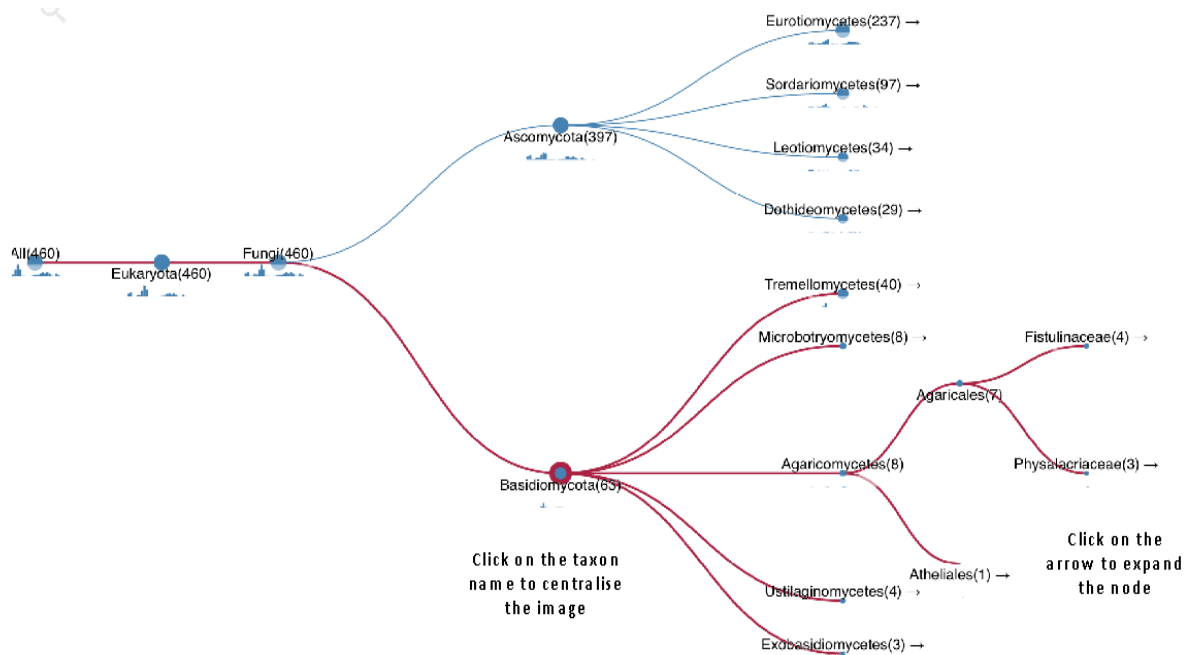 Eurotiomycetes(237) →
Sordariomycetes(97) →
Ascomycota(397)
Leotiomycetes(34) →
Dothideomycetes(29) →
All(460)
Fungi(460)
Eukaryota(460)
Tremellomycetes(40) →
Microbotryomycetes(8) →
Fistulinaceae(4) →
Agaricales(7)
Agaricomycetes(8)
Physalacriaceae(3) →
Basidiomycota(63)
Click on the taxon
name to centralise
the image
Click on the
arrow to expand
the node
Atheliales(1) →
Ustilaginomycetes(4) →
Exobasidiomycetes(3) →